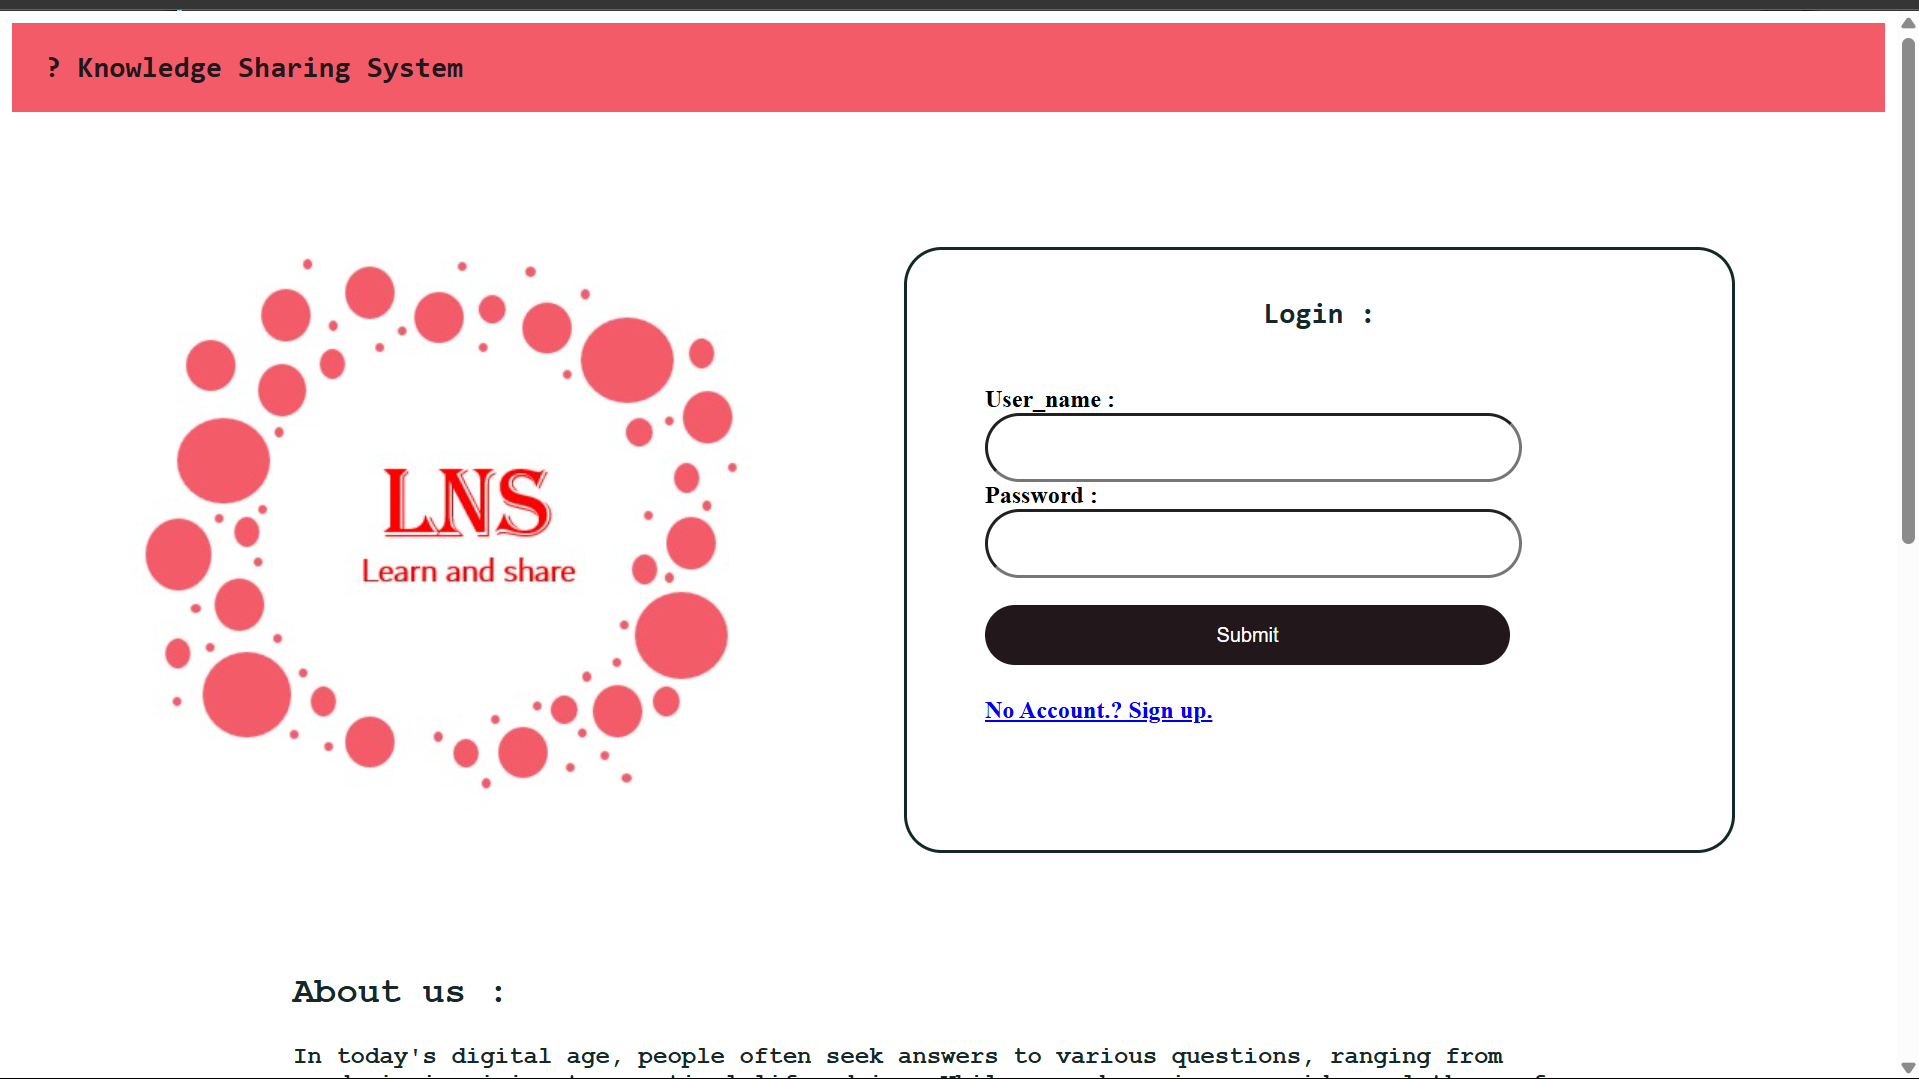 ? Knowledge Sharing System
LNS
Learn and share
Login :
User_name :
Password :
Submit
No Account.? Sign up.
About us :
In today's digital age, people often seek answers to various questions, ranging from